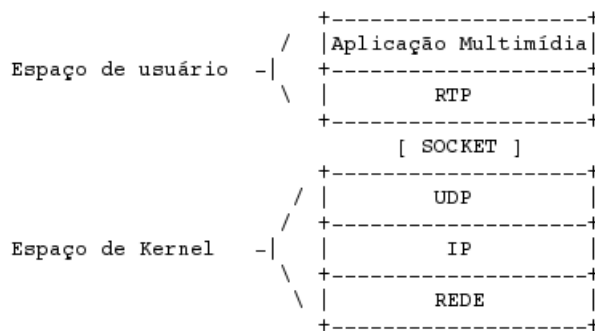 Aplicação Multimídia
Espaço de usuário
RTP
[ SOCKET ]
UDP
Espaço de Kernel
IP
REDE